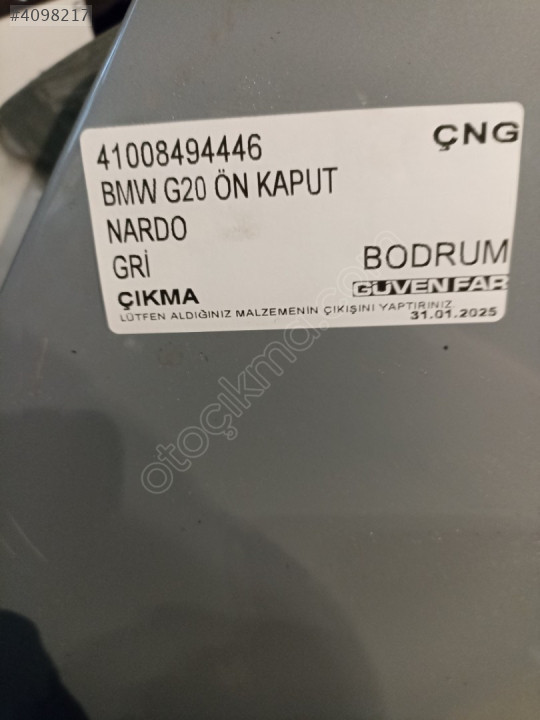 #4098217
41008494446
ÇNG
BMW G20 ÖN KAPUT
NARDO
GRİ
BODRUM
ÇIKMA
GÜVEN FAR
LÜTFEN ALDIĞINIZ MALZEMENİN ÇIKIŞINI YAPTIRINIZ
31.01.2025
otoçıkma.com